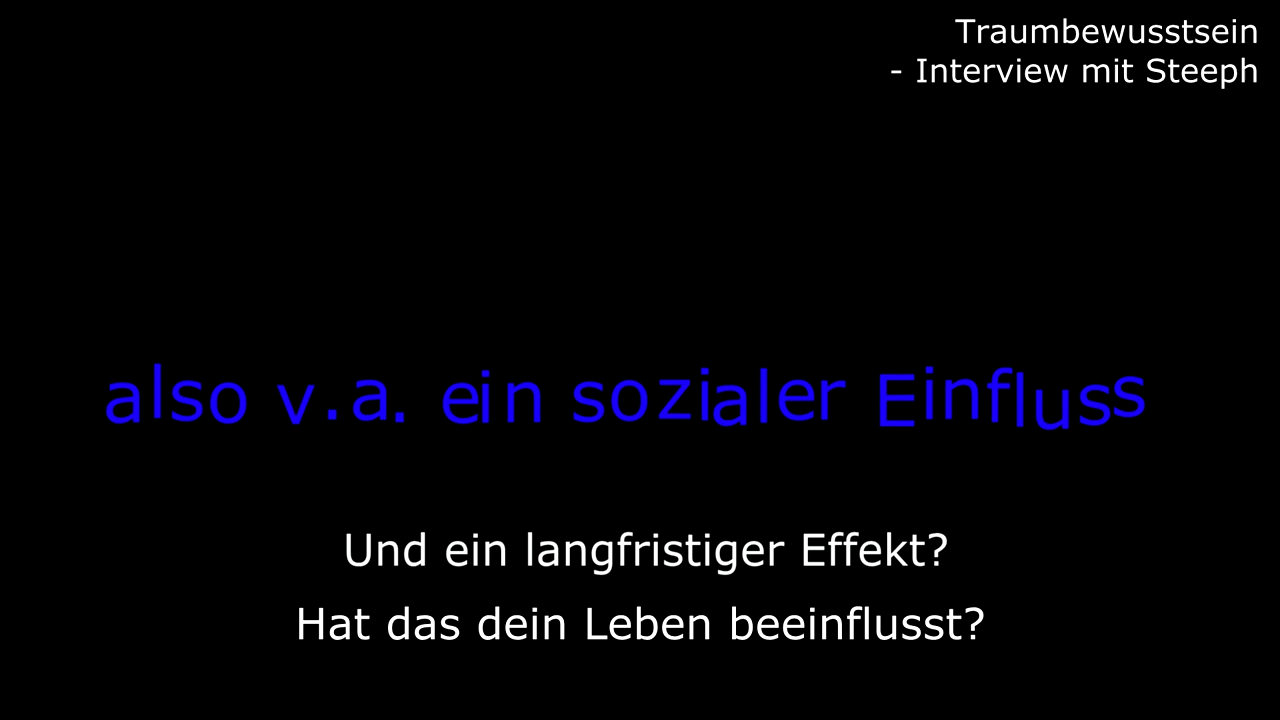 Traumbewusstsein
- Interview mit Steeph
also v.a. ein sozialer Einfluss
Und ein langfristiger Effekt?
Hat das dein Leben beeinflusst?